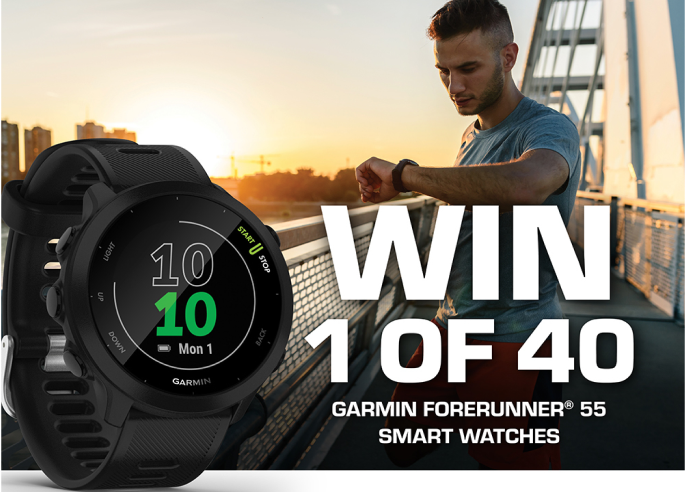 LIGHT
UP
DOWN
START
STOP
BACK
10
10
Mon 1
GARMIN
WIN
1 OF 40
GARMIN FORERUNNER® 55
SMART WATCHES